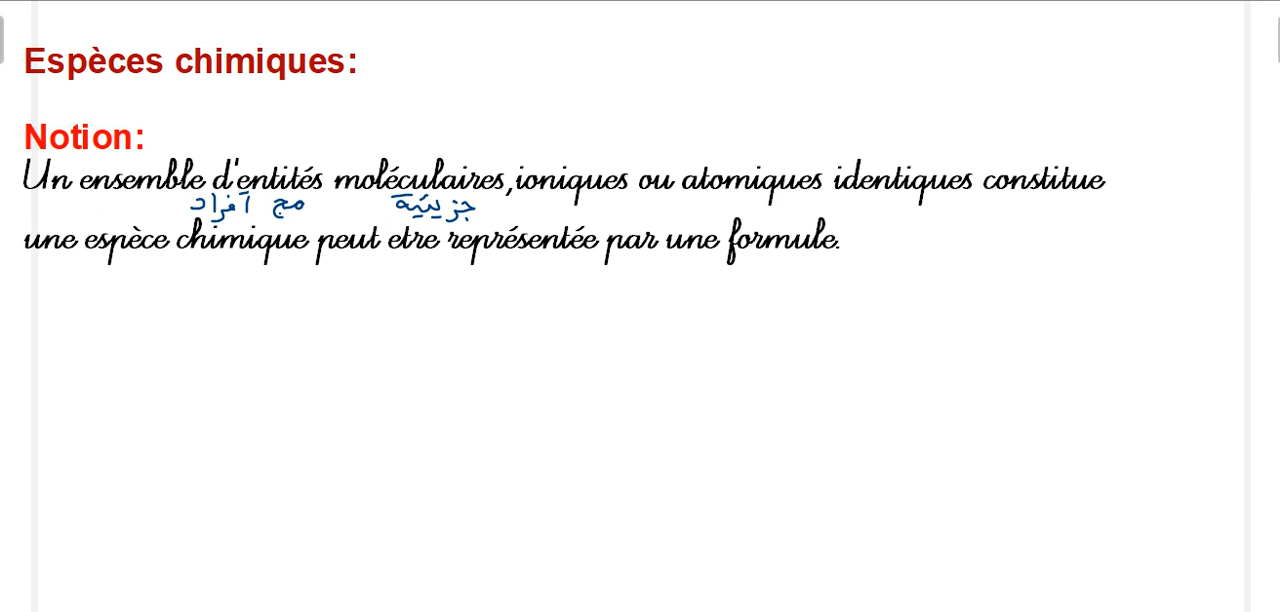 Espèces chimiques:
Notion:
Un ensemble d'entités moléculaires,ioniques ou atomiques identiques constitue
مج أفراد جزيئية
une espèce chimique peut etre représentée par une formule.